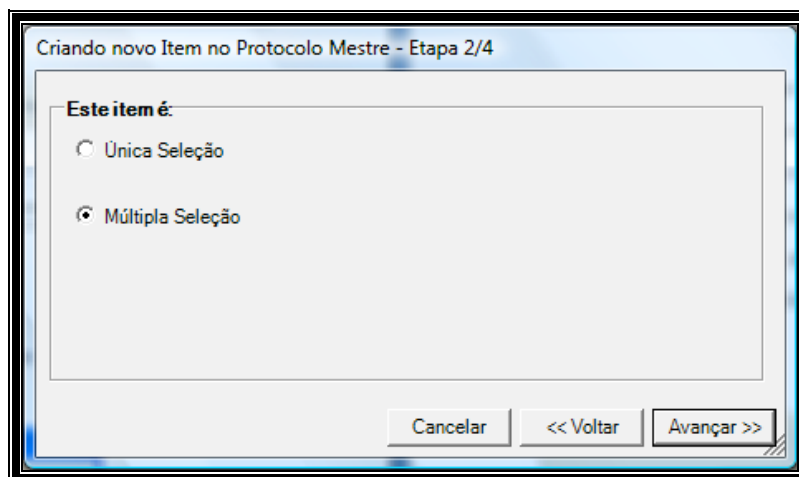 Criando novo Item no Protocolo Mestre - Etapa 2/4
Este item é:
Única Seleção
Múltipla Seleção
Cancelar
<< Voltar
Avançar >>